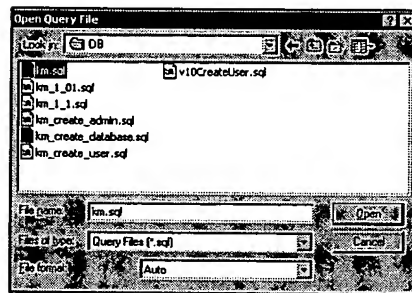 Open Query File
Look in: DB
km.sql
km_1_01.sql
km_1_1.sql
km_create_admin.sql
km_create_database.sql
km_create_user.sql
v10CreateUser.sql
File name: km.sql Open
Files of type: Query Files (*.sql) Cancel
File format: Auto